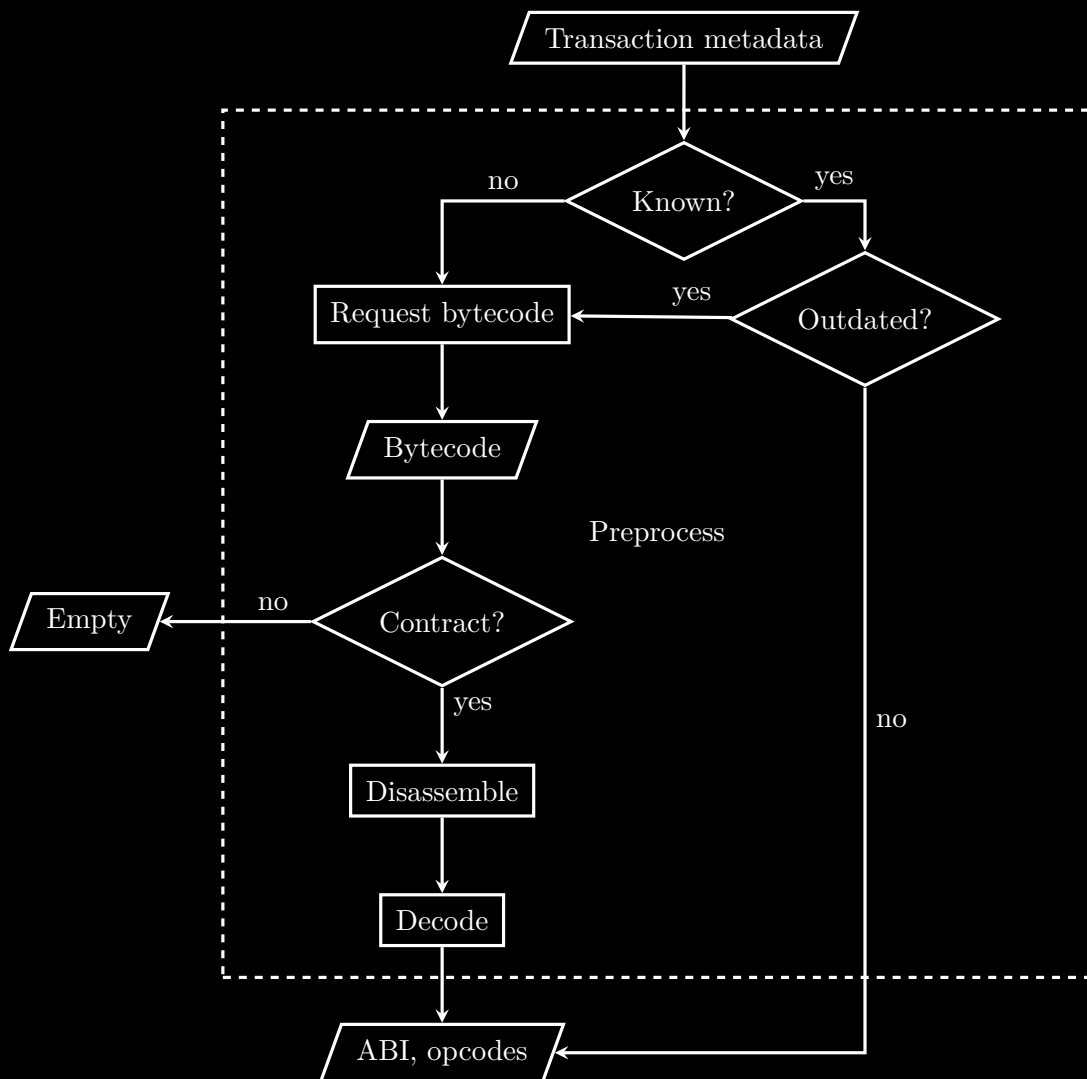 Transaction metadata
Known?
no
yes
Request bytecode
yes
Outdated?
Bytecode
Preprocess
Empty
no
Contract?
yes
no
Disassemble
Decode
ABI, opcodes